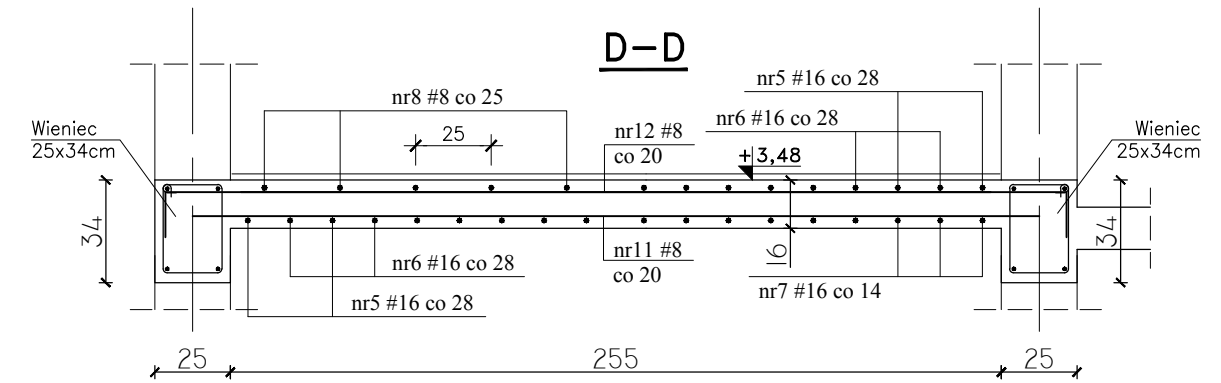 D-D
nr5 #16 co 28
nr8 #8 co 25
nr6 #16 co 28
Wieniec
25x34cm
25
nr12 #8
co 20
+3,48
Wieniec
25x34cm
34
16
34
nr6 #16 co 28
nr11 #8
co 20
nr7 #16 co 14
nr5 #16 co 28
25
255
25